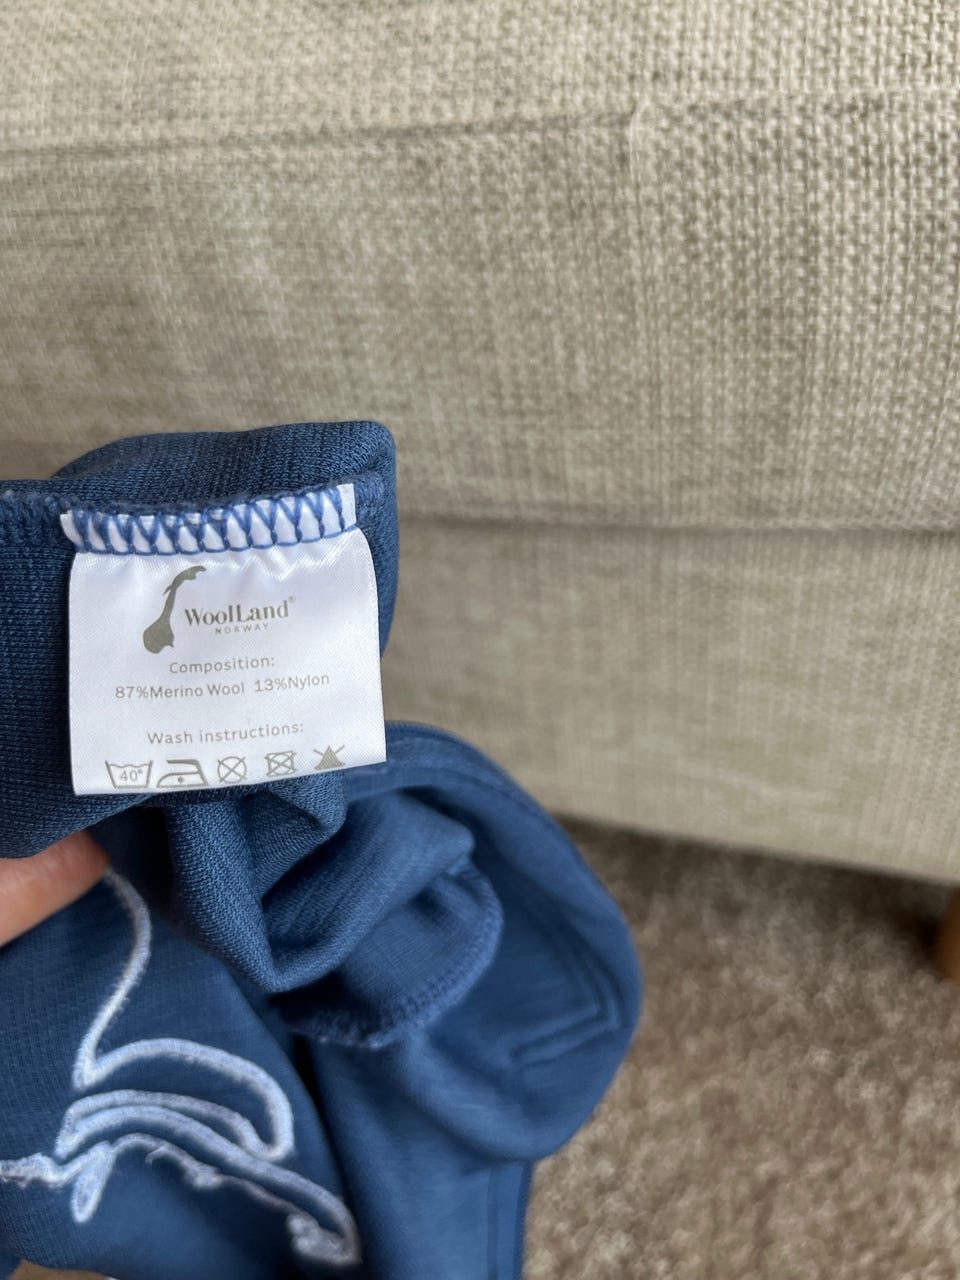 WoolLand®
NORWAY
Composition:
87%Merino Wool 13%Nylon
Wash instructions:
40°